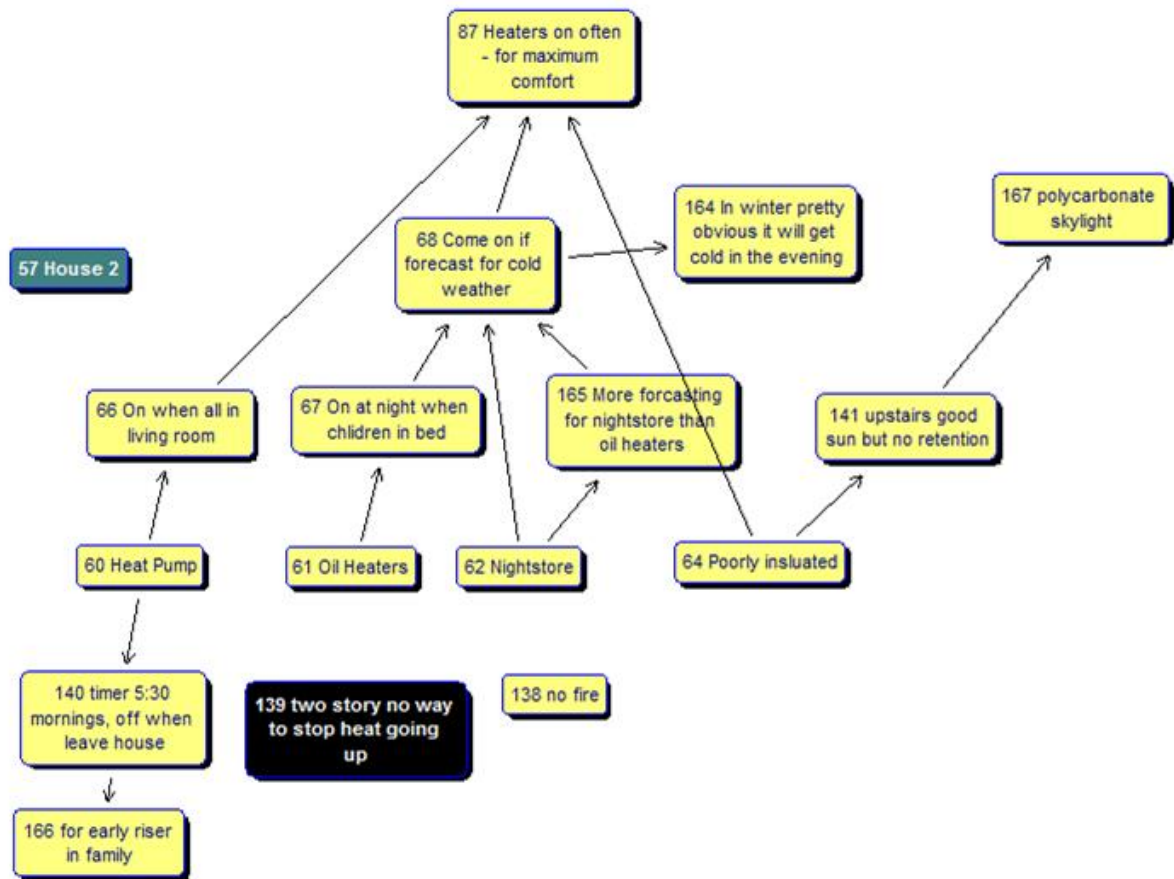 87 Heaters on often
- for maximum
comfort
167 polycarbonate
skylight
164 In winter pretty
obvious it will get
cold in the evening
68 Come on if
forecast for cold
weather
57 House 2
66 On when all in
living room
67 On at night when
chlidren in bed
165 More forcasting
for nightstore than
oil heaters
141 upstairs good
sun but no retention
60 Heat Pump
61 Oil Heaters
62 Nightstore
64 Poorly insluated
140 timer 5:30
mornings, off when
leave house
139 two story no way
to stop heat going
up
138 no fire
166 for early riser
in family